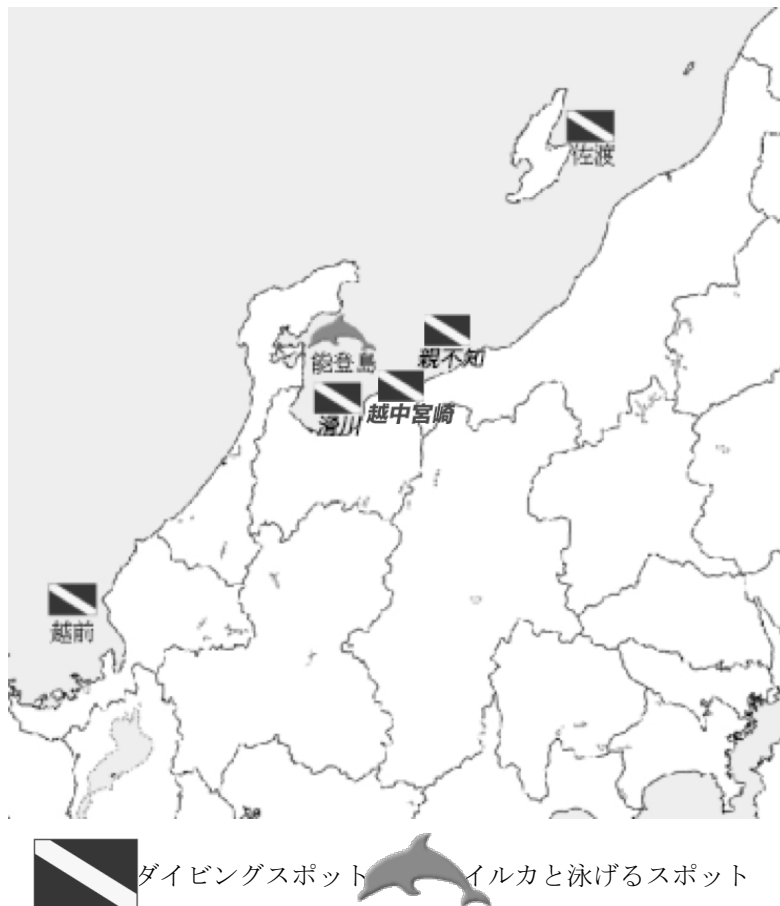 佐渡
親不知
能登島
越中宮崎
滑川
越前
ダイビングスポット
イルカと泳げるスポット